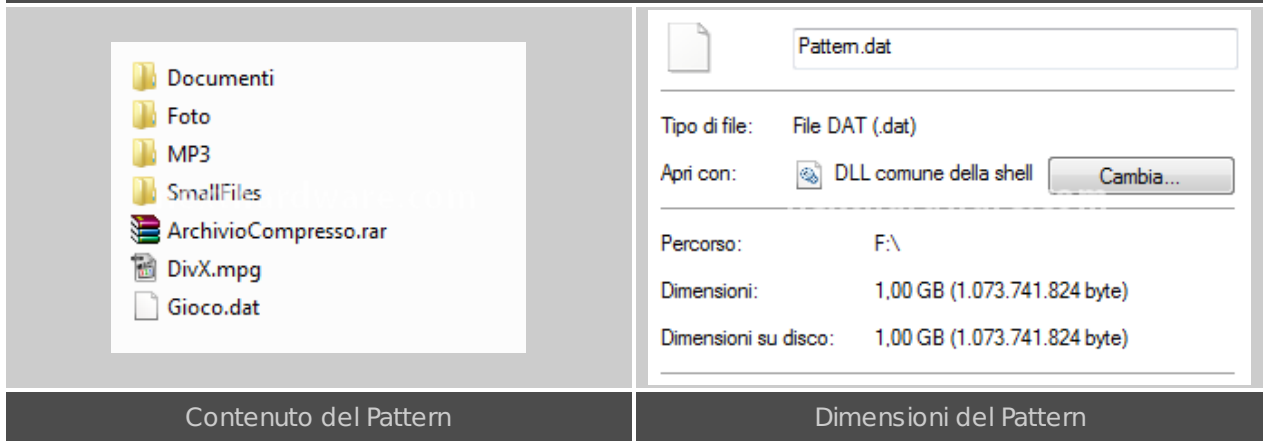 Documenti
Foto
MP3
SmallFiles
ArchivioCompresso.rar
DivX.mpg
Gioco.dat
Contenuto del Pattern
Pattern.dat
Tipo di file: File DAT (.dat)
Apri con: DLL comune della shell Cambia...
Percorso: F:\
Dimensioni: 1,00 GB (1.073.741.824 byte)
Dimensioni su disco: 1,00 GB (1.073.741.824 byte)
Dimensioni del Pattern